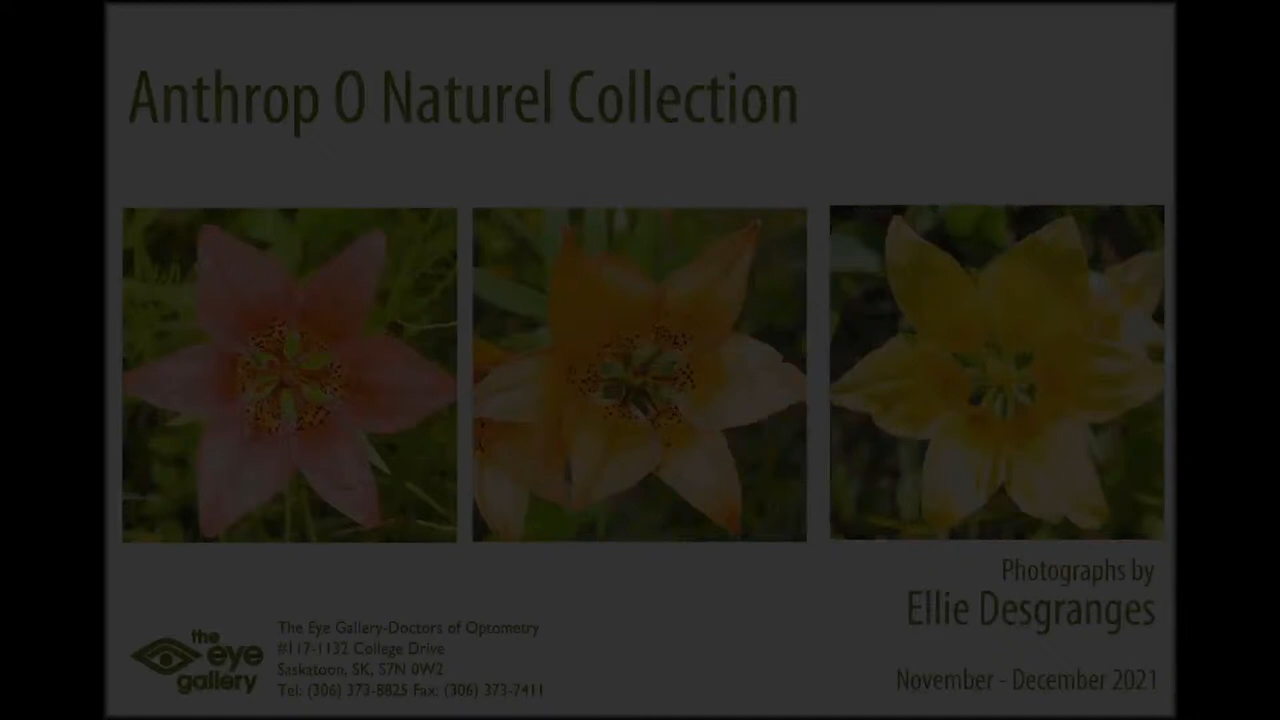 Anthrop O Naturel Collection
Photographs by
Ellie Desgranges
November - December 2021
the
eye
gallery
The Eye Gallery-Doctors of Optometry
#117-1132 College Drive
Saskatoon, SK, S7N 0W2
Tel: (306) 373-8825 Fax: (306) 373-7411